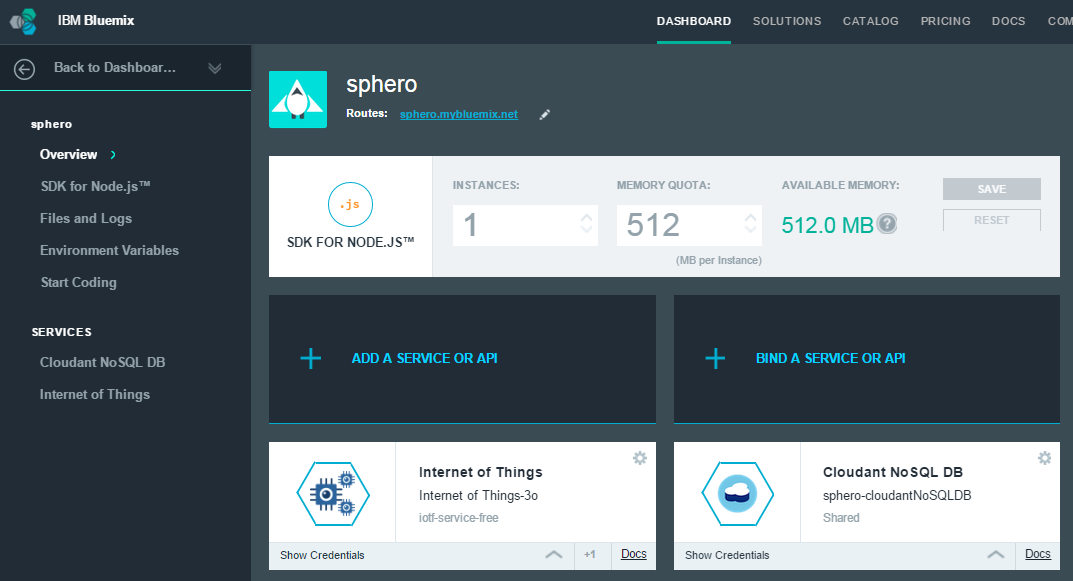 IBM Bluemix
DASHBOARD SOLUTIONS CATALOG PRICING DOCS COM
Back to Dashboar...
sphero
Overview
SDK for Node.js™
Files and Logs
Environment Variables
Start Coding
SERVICES
Cloudant NoSQL DB
Internet of Things
sphero
Routes: sphero.mybluemix.net
.js
SDK FOR NODE.JS™
INSTANCES:
1
MEMORY QUOTA:
512
(MB per Instance)
AVAILABLE MEMORY:
512.0 MB ?
SAVE
RESET
+ ADD A SERVICE OR API
+ BIND A SERVICE OR API
Internet of Things
Internet of Things-3o
iotf-service-free
Show Credentials +1 Docs
Cloudant NoSQL DB
sphero-cloudantNoSQLDB
Shared
Show Credentials Docs